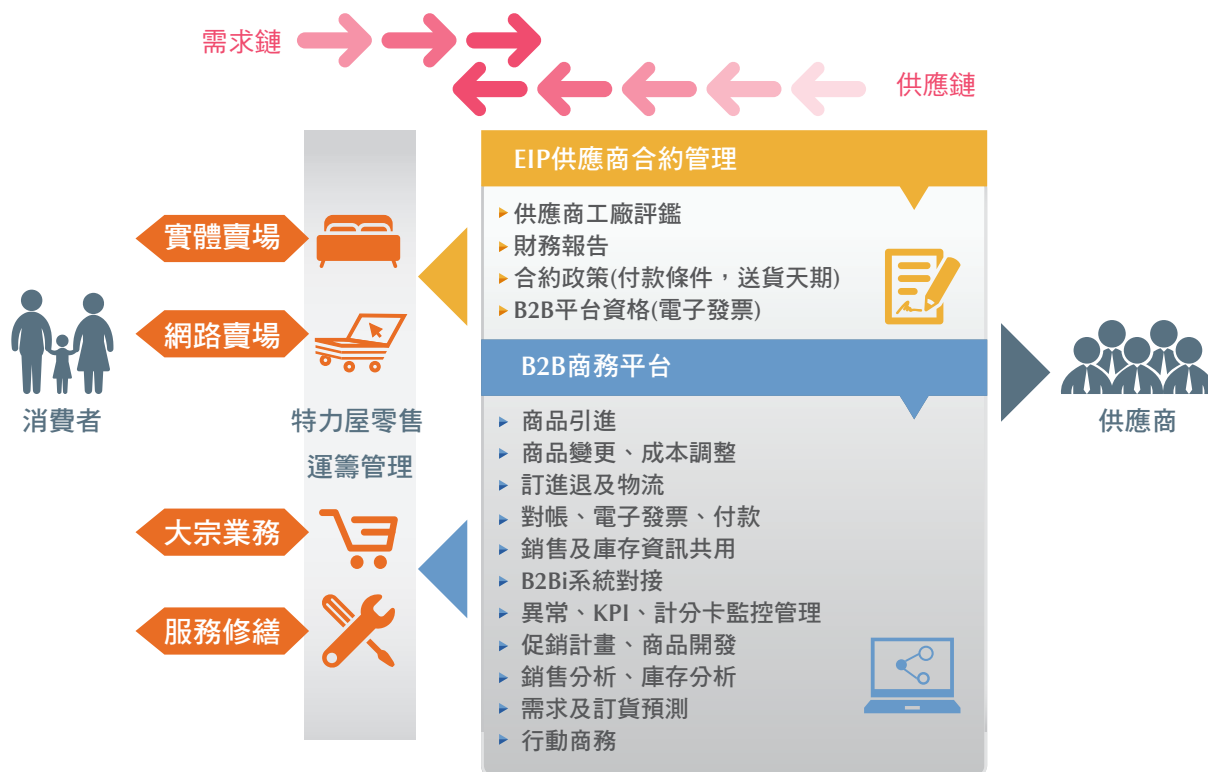 需求鏈
供應鏈
EIP供應商合約管理
供應商工廠評鑑
財務報告
合約政策(付款條件，送貨天期)
B2B平台資格(電子發票)
B2B商務平台
商品引進
商品變更、成本調整
訂進退及物流
對帳、電子發票、付款
銷售及庫存資訊共用
B2Bi系統對接
異常、KPI、計分卡監控管理
促銷計畫、商品開發
銷售分析、庫存分析
需求及訂貨預測
行動商務
實體賣場
網路賣場
消費者
特力屋零售
運籌管理
大宗業務
服務修繕
供應商